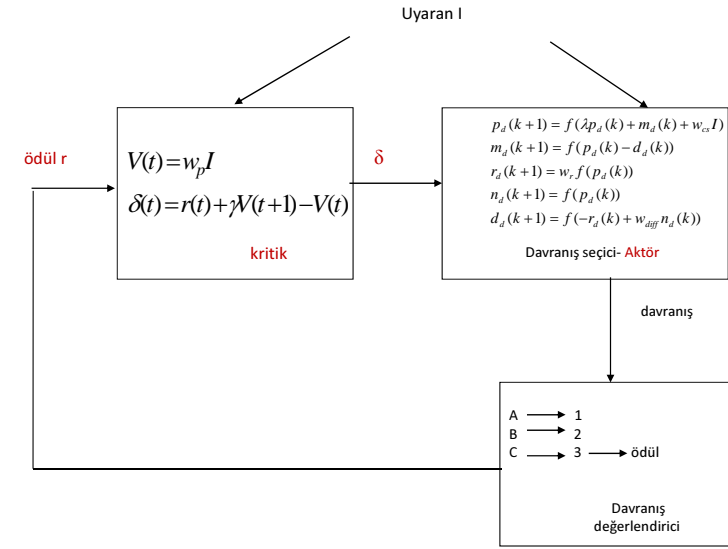 Uyaran I
ödül r
V(t)=w_pI
δ(t)=r(t)+γV(t+1)−V(t)
kritik
δ
p_d(k+1) = f(λp_d(k) + m_d(k) + w_csI)
m_d(k+1) = f(p_d(k) − d_d(k))
r_d(k+1) = w_r f(p_d(k))
n_d(k+1) = f(p_d(k))
d_d(k+1) = f(−r_d(k) + w_diff n_d(k))
Davranış seçici- Aktör
davranış
A → 1
B → 2
C → 3 → ödül
Davranış
değerlendirici